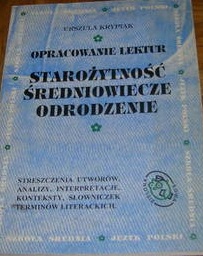 URSZULA KRYPIAK
OPRACOWANIE LEKTUR
STAROŻYTNOŚĆ
ŚREDNIOWIECZE
ODRODZENIE
STRESZCZENIA UTWORÓW,
ANALIZY, INTERPRETACJE,
KONTEKSTY, SŁOWNICZEK
TERMINÓW LITERACKICH.
SZKOŁA ŚREDNIA JĘZYK POLSKI